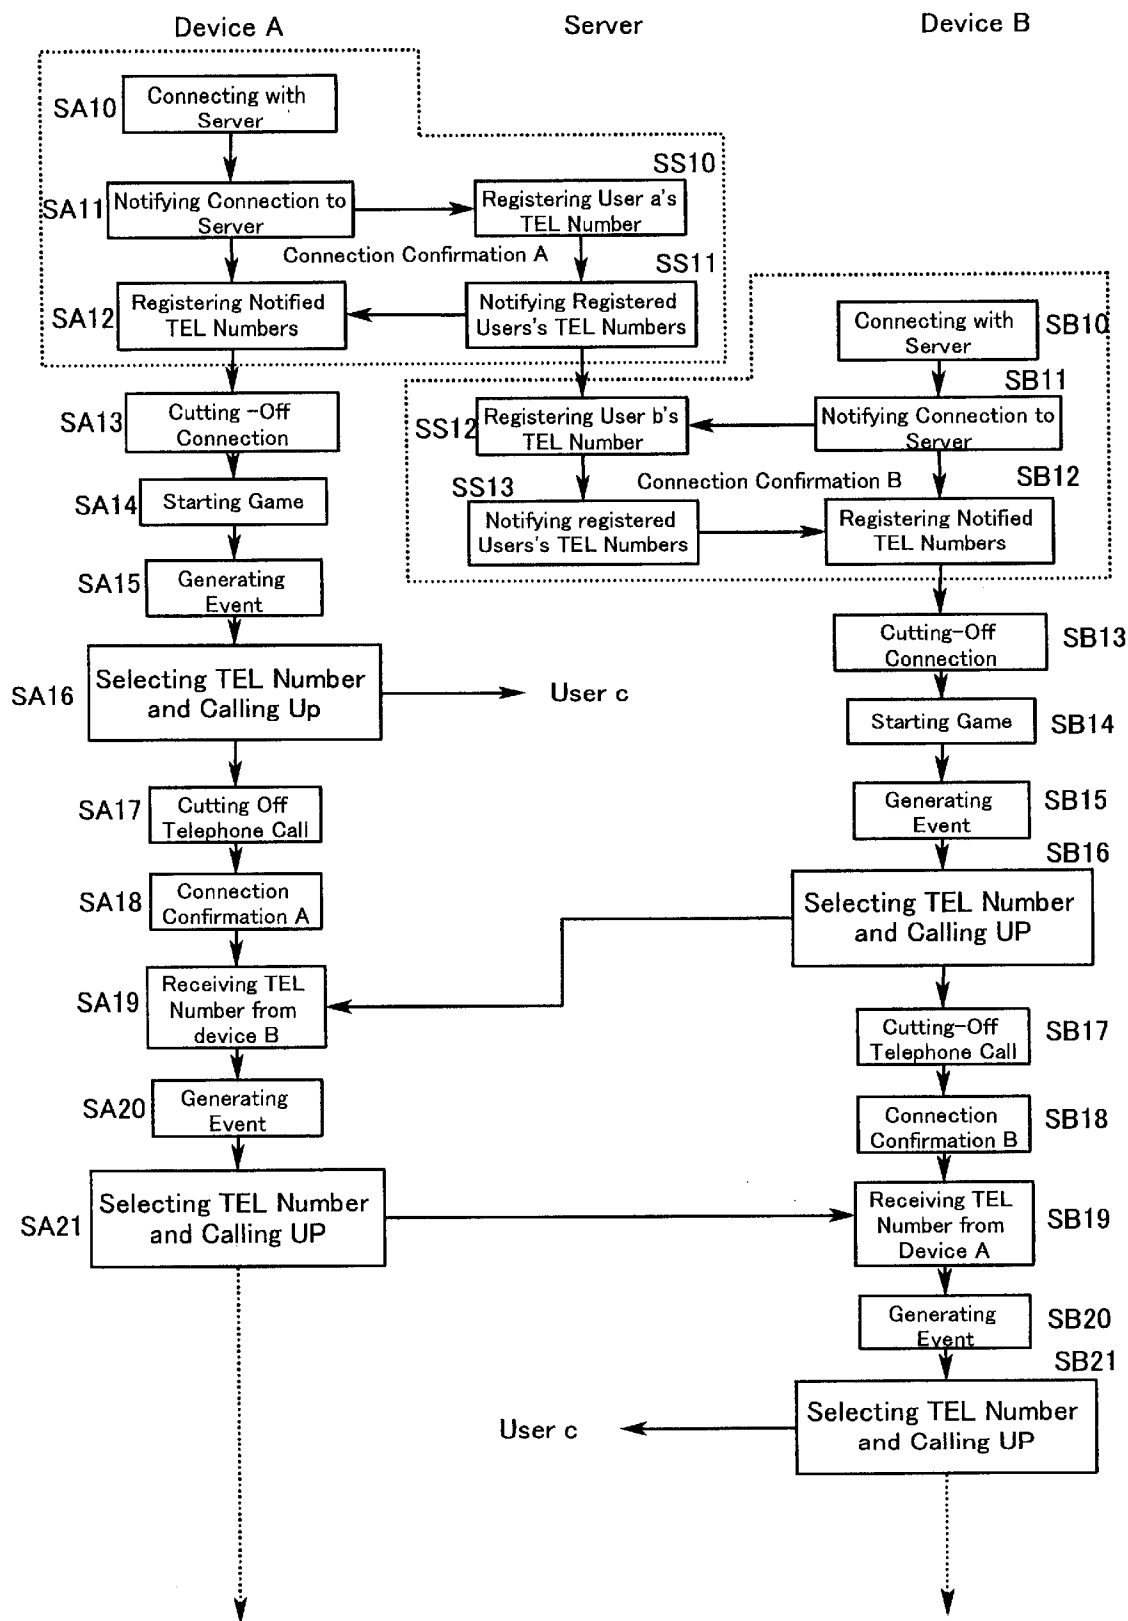 Device A
Server
Device B
SA10
Connecting with
Server
SA11
Notifying Connection to
Server
SS10
Registering User a's
TEL Number
Connection Confirmation A
SS11
SA12
Registering Notified
TEL Numbers
Notifying Registered
Users's TEL Numbers
Connecting with
Server
SB10
SB11
SA13
Cutting -Off
Connection
SS12
Registering User b's
TEL Number
Notifying Connection to
Server
SB12
SS13
Connection Confirmation B
SA14
Starting Game
Notifying registered
Users's TEL Numbers
Registering Notified
TEL Numbers
SA15
Generating
Event
Cutting-Off
Connection
SB13
SA16
Selecting TEL Number
and Calling Up
User c
Starting Game
SB14
SA17
Cutting Off
Telephone Call
Generating
Event
SB15
SB16
SA18
Connection
Confirmation A
Selecting TEL Number
and Calling UP
SA19
Receiving TEL
Number from
device B
Cutting-Off
Telephone Call
SB17
SA20
Generating
Event
Connection
Confirmation B
SB18
SA21
Selecting TEL Number
and Calling UP
Receiving TEL
Number from
Device A
SB19
Generating
Event
SB20
SB21
User c
Selecting TEL Number
and Calling UP